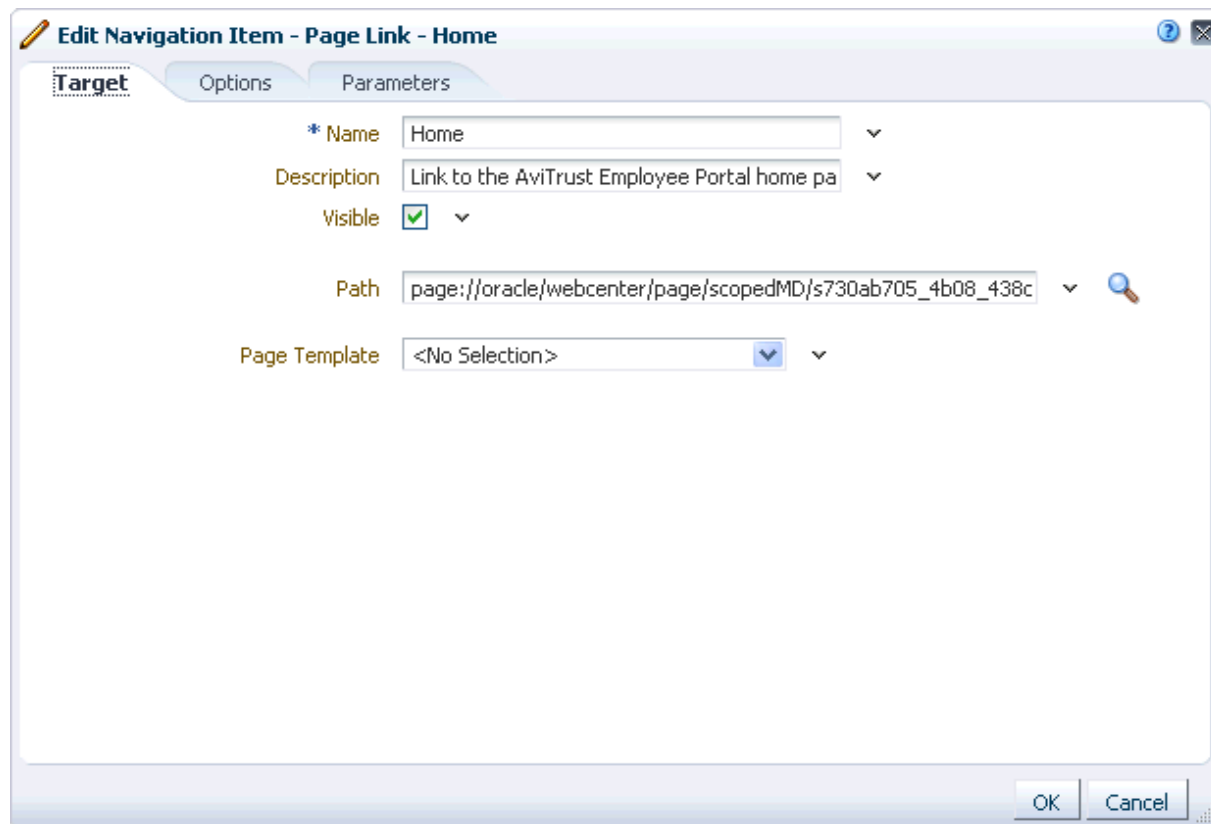 Edit Navigation Item - Page Link - Home
Target Options Parameters
* Name Home
Description Link to the AviTrust Employee Portal home pa
Visible
Path page://oracle/webcenter/page/scopedMD/s730ab705_4b08_438c
Page Template <No Selection>
OK Cancel